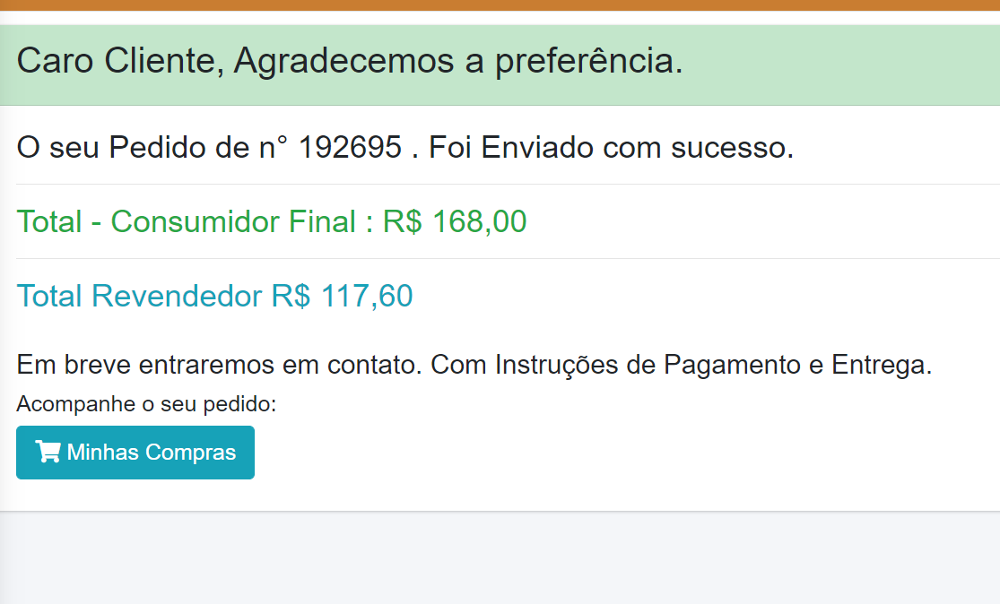 Caro Cliente, Agradecemos a preferência.
O seu Pedido de n° 192695 . Foi Enviado com sucesso.
Total - Consumidor Final : R$ 168,00
Total Revendedor R$ 117,60
Em breve entraremos em contato. Com Instruções de Pagamento e Entrega.
Acompanhe o seu pedido:
Minhas Compras